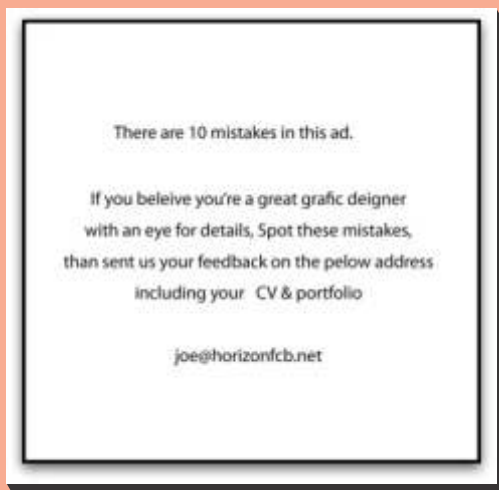 There are 10 mistakes in this ad.
If you beleive you're a great grafic deigner
with an eye for details, Spot these mistakes,
than sent us your feedback on the pelow address
including your   CV & portfolio
joe@horizonfcb.net